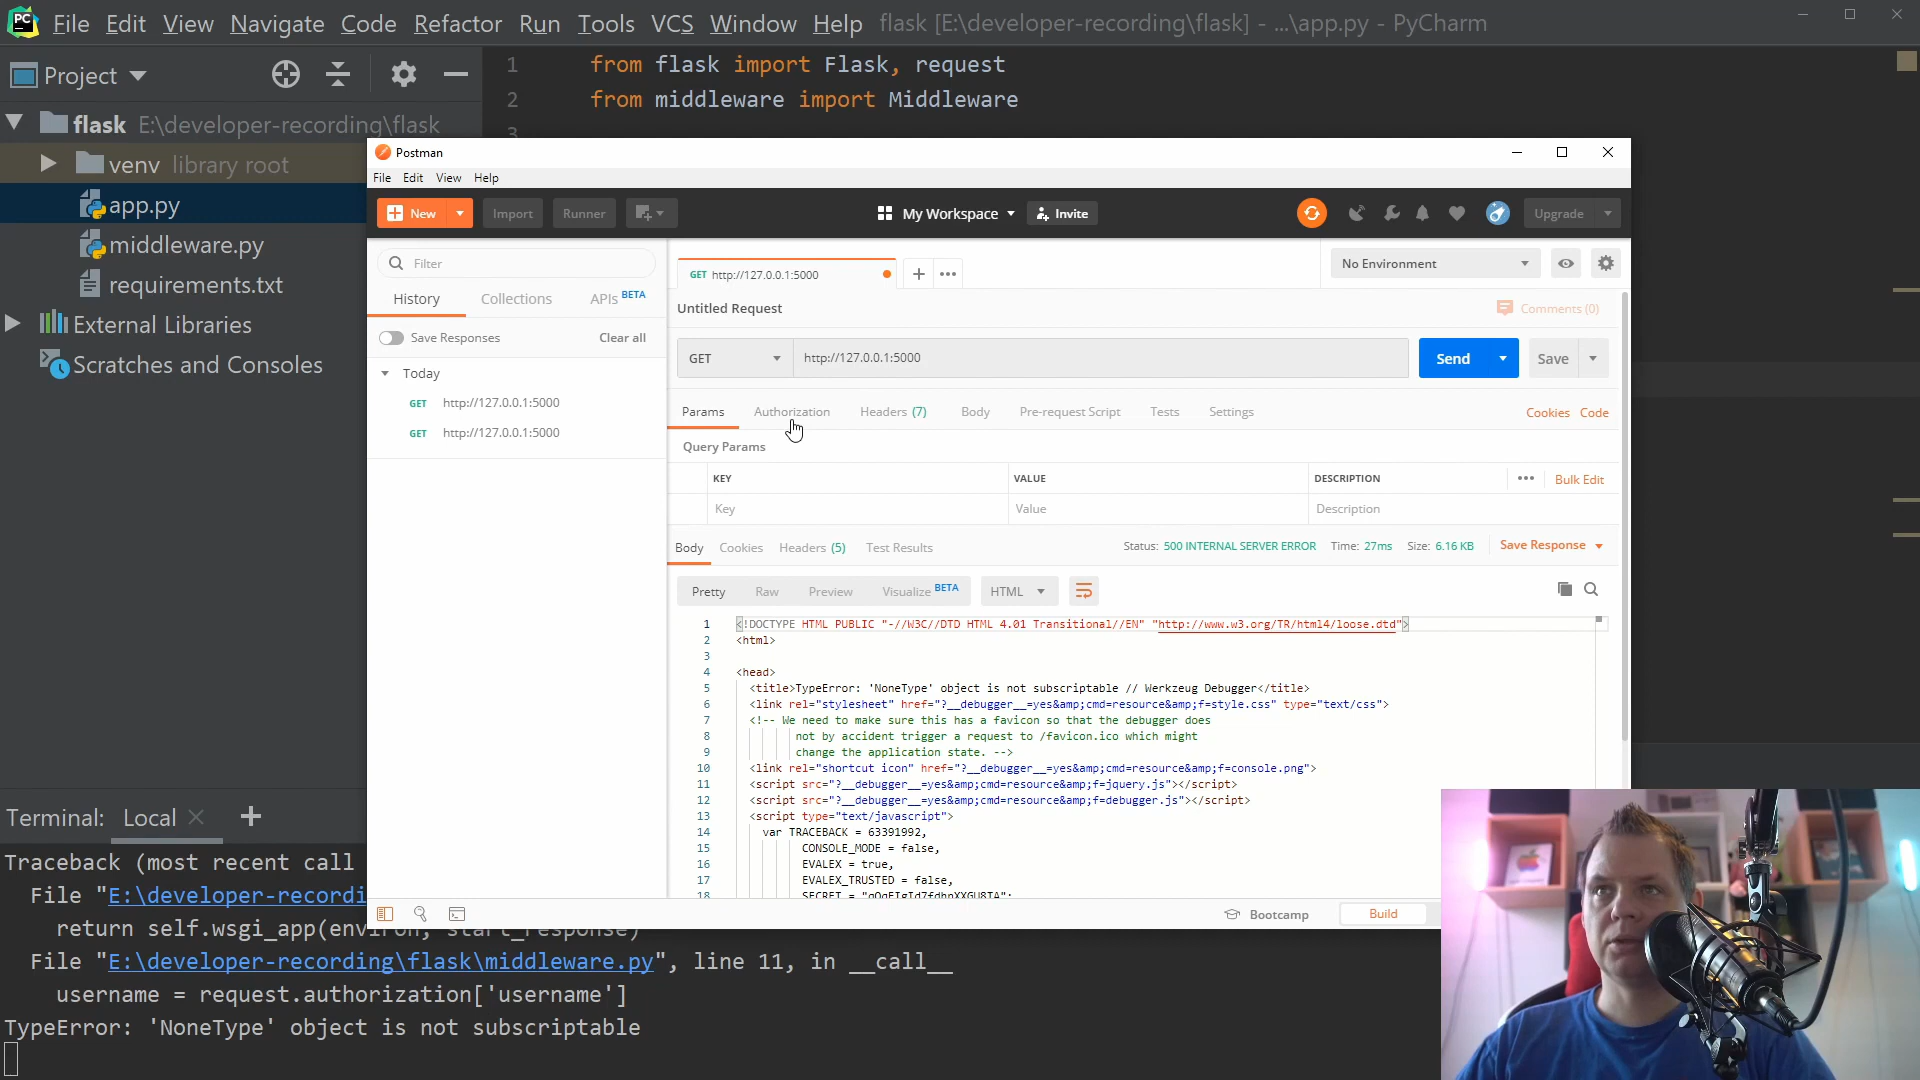 PC File Edit View Navigate Code Refactor Run Tools VCS Window Help flask [E:\developer-recording\flask] - ...\app.py - PyCharm
Project
1 from flask import Flask, request
2 from middleware import Middleware
3
flask E:\developer-recording\flask
venv library root
app.py
middleware.py
requirements.txt
External Libraries
Scratches and Consoles
Postman
File Edit View Help
New Import Runner My Workspace Invite Upgrade
Filter
History Collections APIs BETA
Save Responses Clear all
Today
GET http://127.0.0.1:5000
GET http://127.0.0.1:5000
GET http://127.0.0.1:5000 No Environment
Untitled Request Comments (0)
GET http://127.0.0.1:5000 Send Save
Params Authorization Headers (7) Body Pre-request Script Tests Settings Cookies Code
Query Params
KEY VALUE DESCRIPTION Bulk Edit
Key Value Description
Body Cookies Headers (5) Test Results Status: 500 INTERNAL SERVER ERROR Time: 27ms Size: 6.16 KB Save Response
Pretty Raw Preview Visualize BETA HTML
1 <!DOCTYPE HTML PUBLIC "-//W3C//DTD HTML 4.01 Transitional//EN" "http://www.w3.org/TR/html4/loose.dtd">
2 <html>
3
4 <head>
5 <title>TypeError: 'NoneType' object is not subscriptable // Werkzeug Debugger</title>
6 <link rel="stylesheet" href="?__debugger__=yes&amp;cmd=resource&amp;f=style.css" type="text/css">
7 <!-- We need to make sure this has a favicon so that the debugger does
8 not by accident trigger a request to /favicon.ico which might
9 change the application state. -->
10 <link rel="shortcut icon" href="?__debugger__=yes&amp;cmd=resource&amp;f=console.png">
11 <script src="?__debugger__=yes&amp;cmd=resource&amp;f=jquery.js"></script>
12 <script src="?__debugger__=yes&amp;cmd=resource&amp;f=debugger.js"></script>
13 <script type="text/javascript">
14 var TRACEBACK = 63391992,
15 CONSOLE_MODE = false,
16 EVALEX = true,
17 EVALEX_TRUSTED = false,
18 SECRET =
Bootcamp Build
Terminal: Local
Traceback (most recent call
File "E:\developer-recordi
return self.wsgi_app(environ, start_response)
File "E:\developer-recording\flask\middleware.py", line 11, in __call__
username = request.authorization['username']
TypeError: 'NoneType' object is not subscriptable